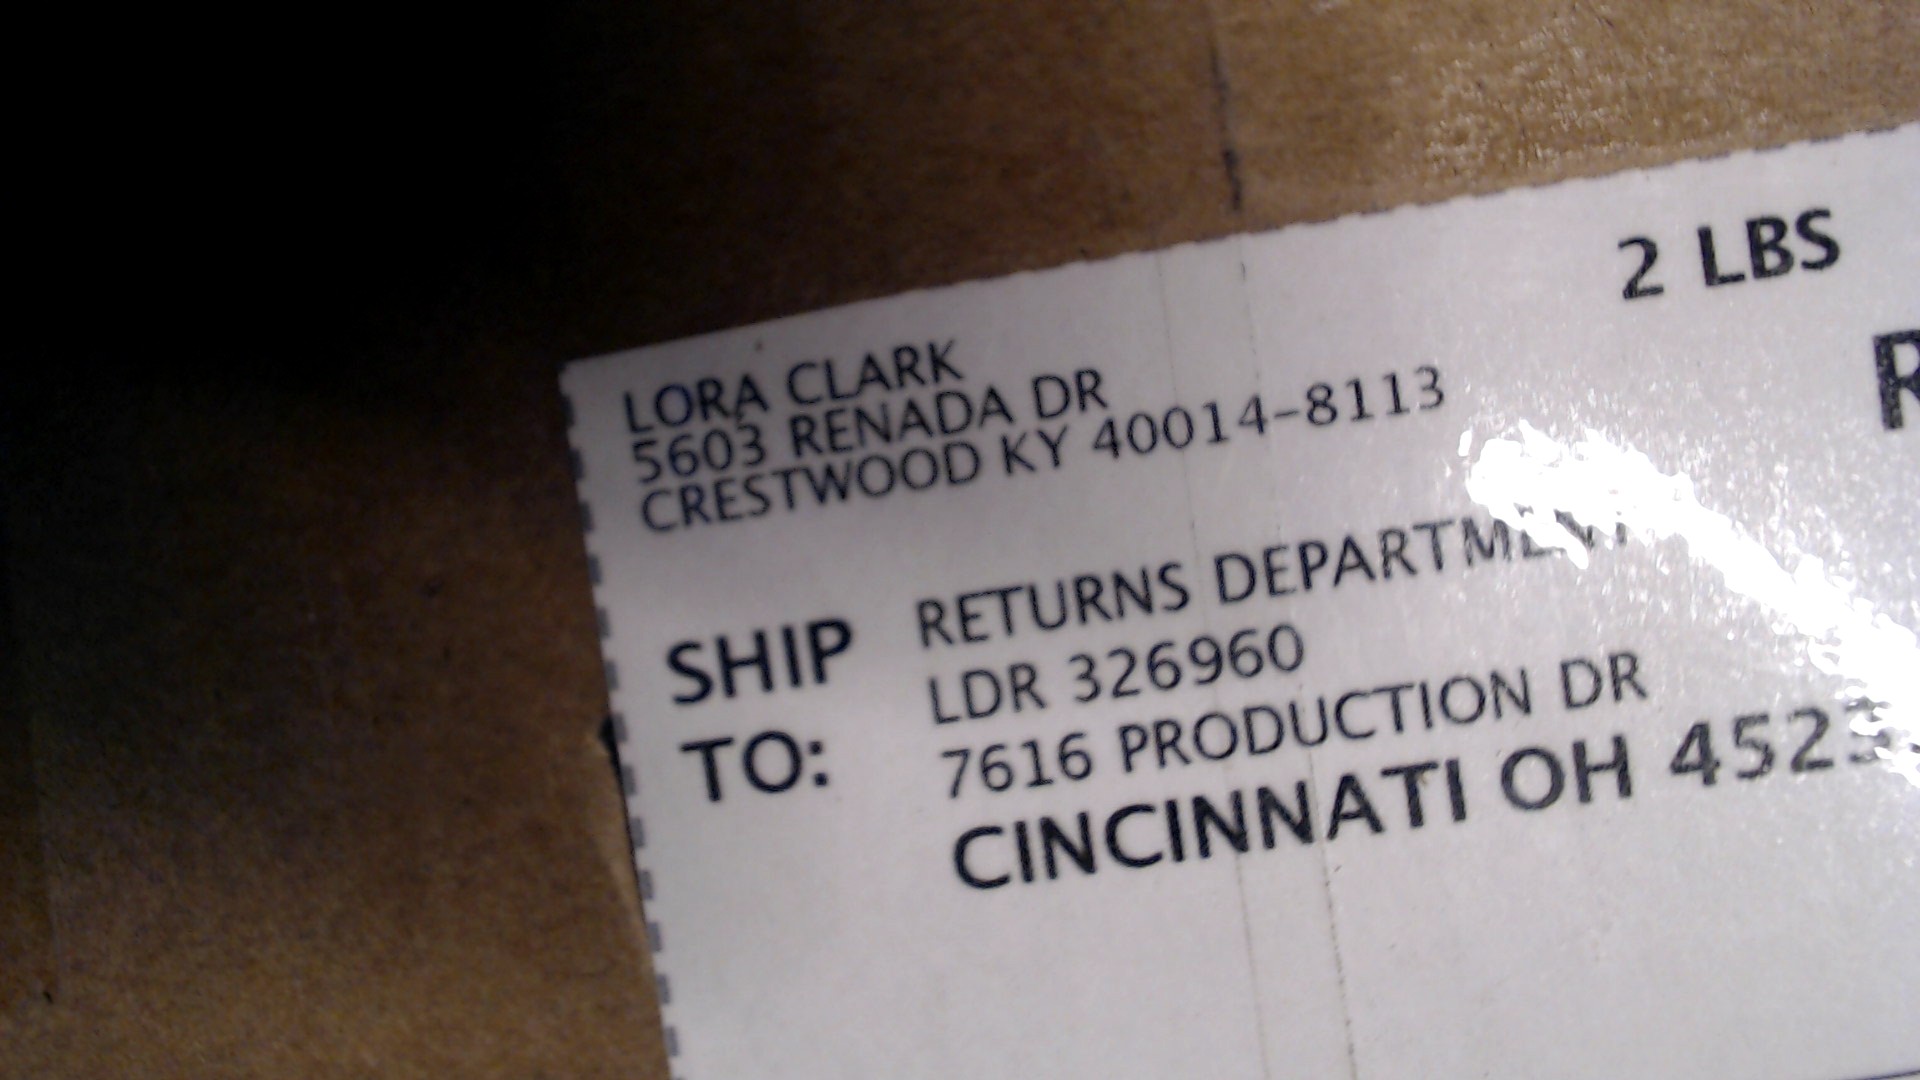 LORA CLARK
5603 RENADA DR
CRESTWOOD KY 40014-8113
2 LBS
SHIP TO:
RETURNS DEPARTMENT
LDR 326960
7616 PRODUCTION DR
CINCINNATI OH